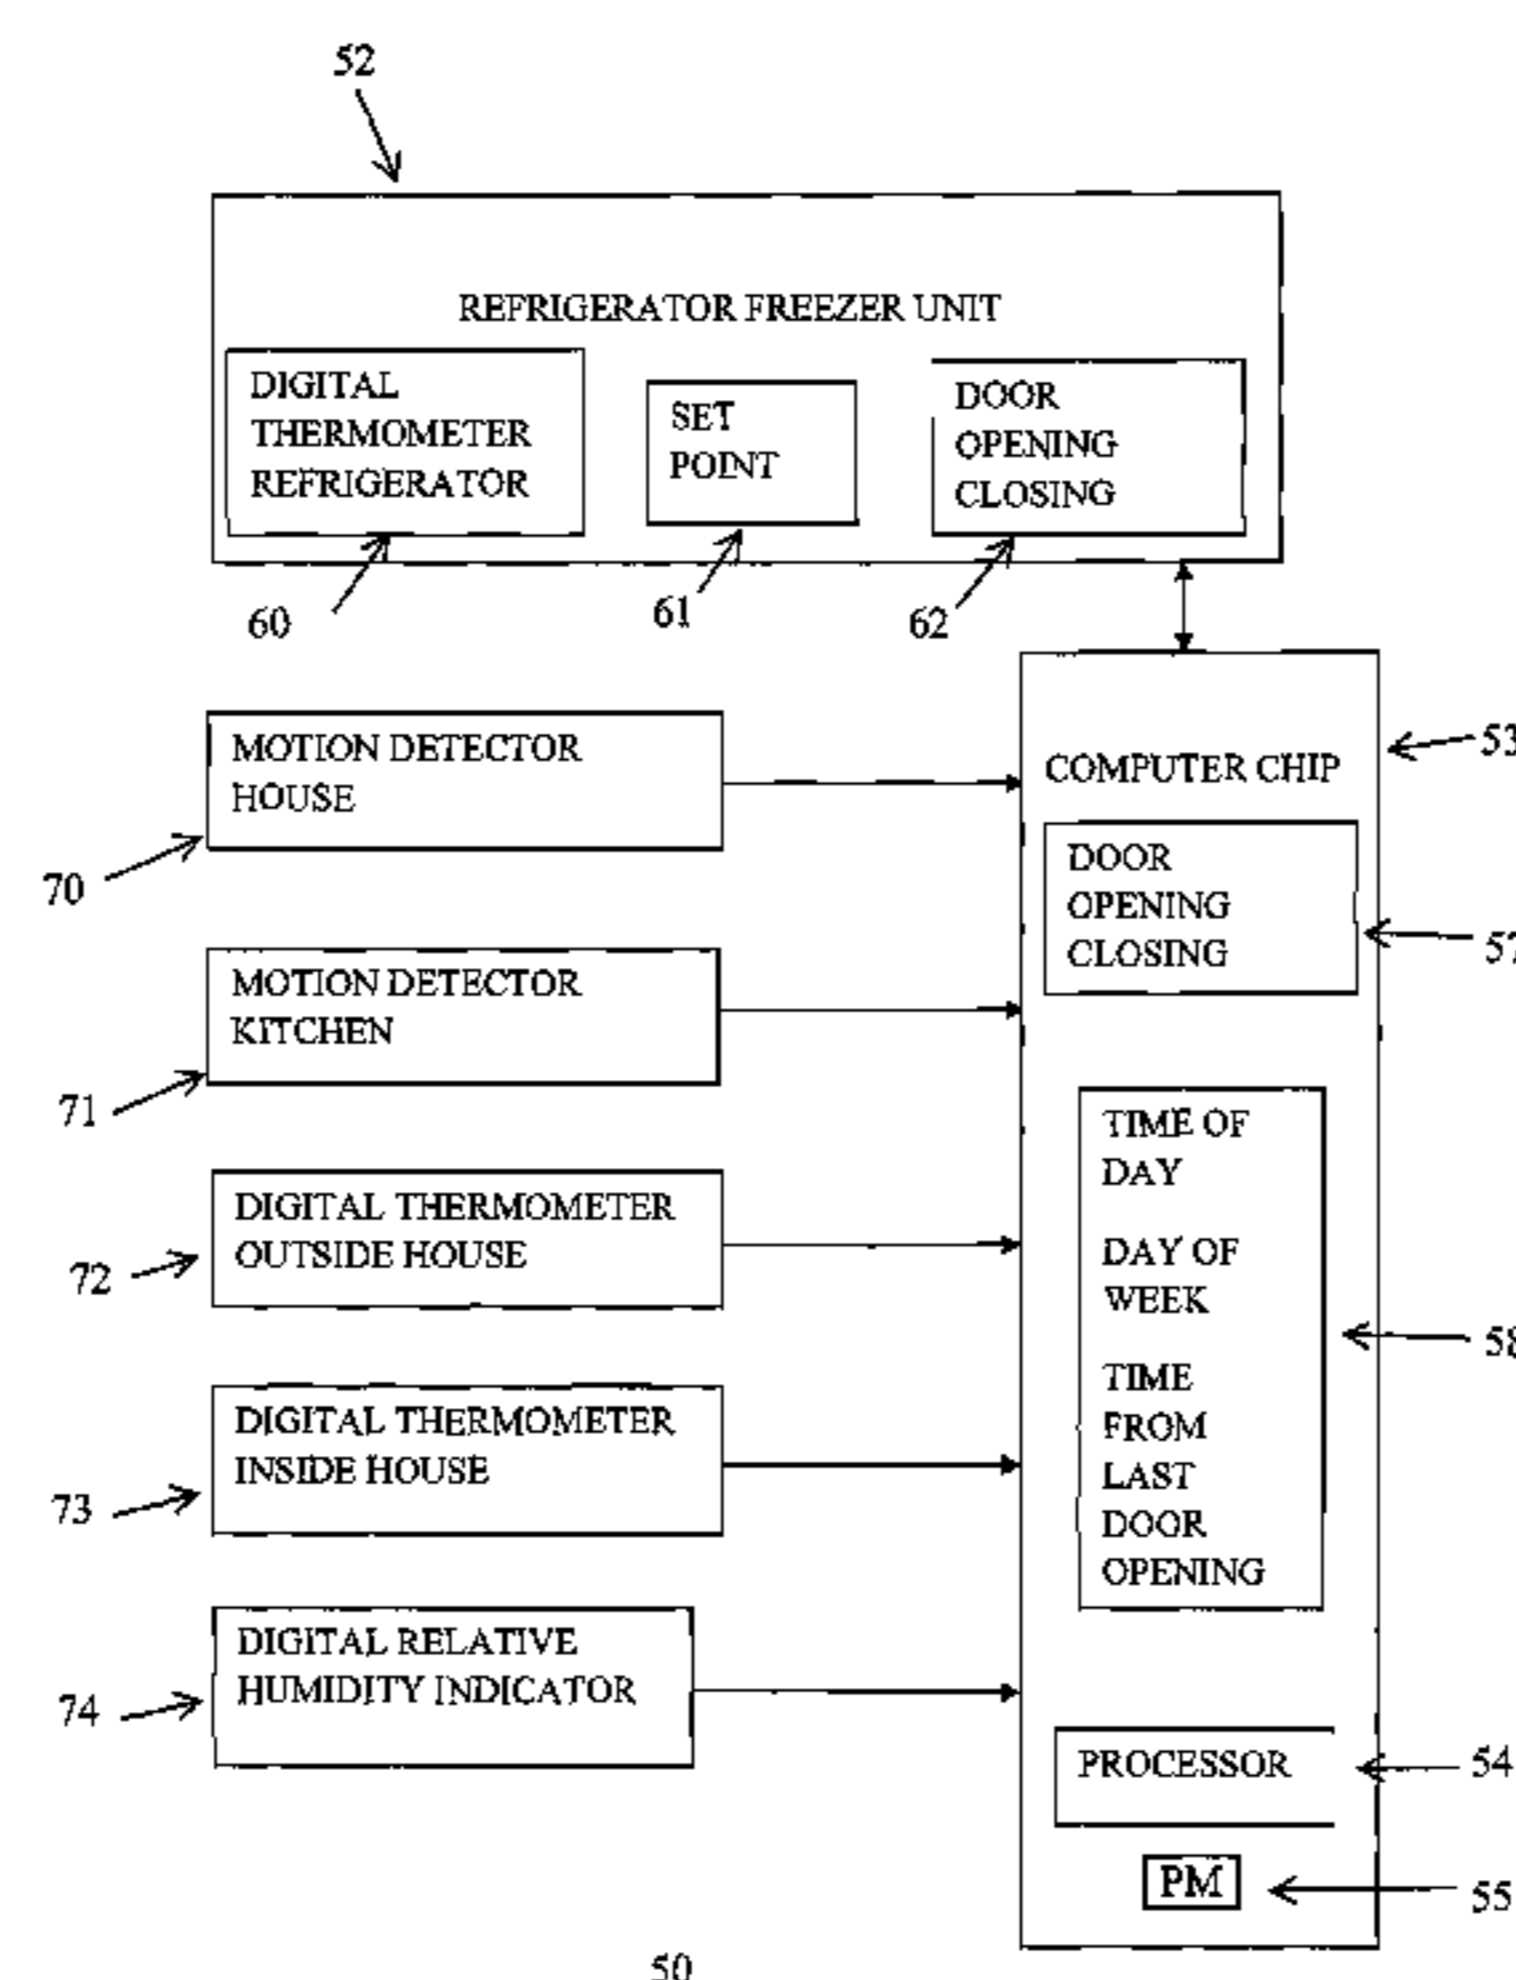 52
REFRIGERATOR FREEZER UNIT
DIGITAL
THERMOMETER
REFRIGERATOR
SET
POINT
DOOR
OPENING
CLOSING
60
61
62
MOTION DETECTOR
HOUSE
70
COMPUTER CHIP
53
DOOR
OPENING
CLOSING
57
MOTION DETECTOR
KITCHEN
71
TIME OF
DAY
DAY OF
WEEK
TIME
FROM
LAST
DOOR
OPENING
58
DIGITAL THERMOMETER
OUTSIDE HOUSE
72
DIGITAL THERMOMETER
INSIDE HOUSE
73
DIGITAL RELATIVE
HUMIDITY INDICATOR
74
PROCESSOR
54
PM
55
50